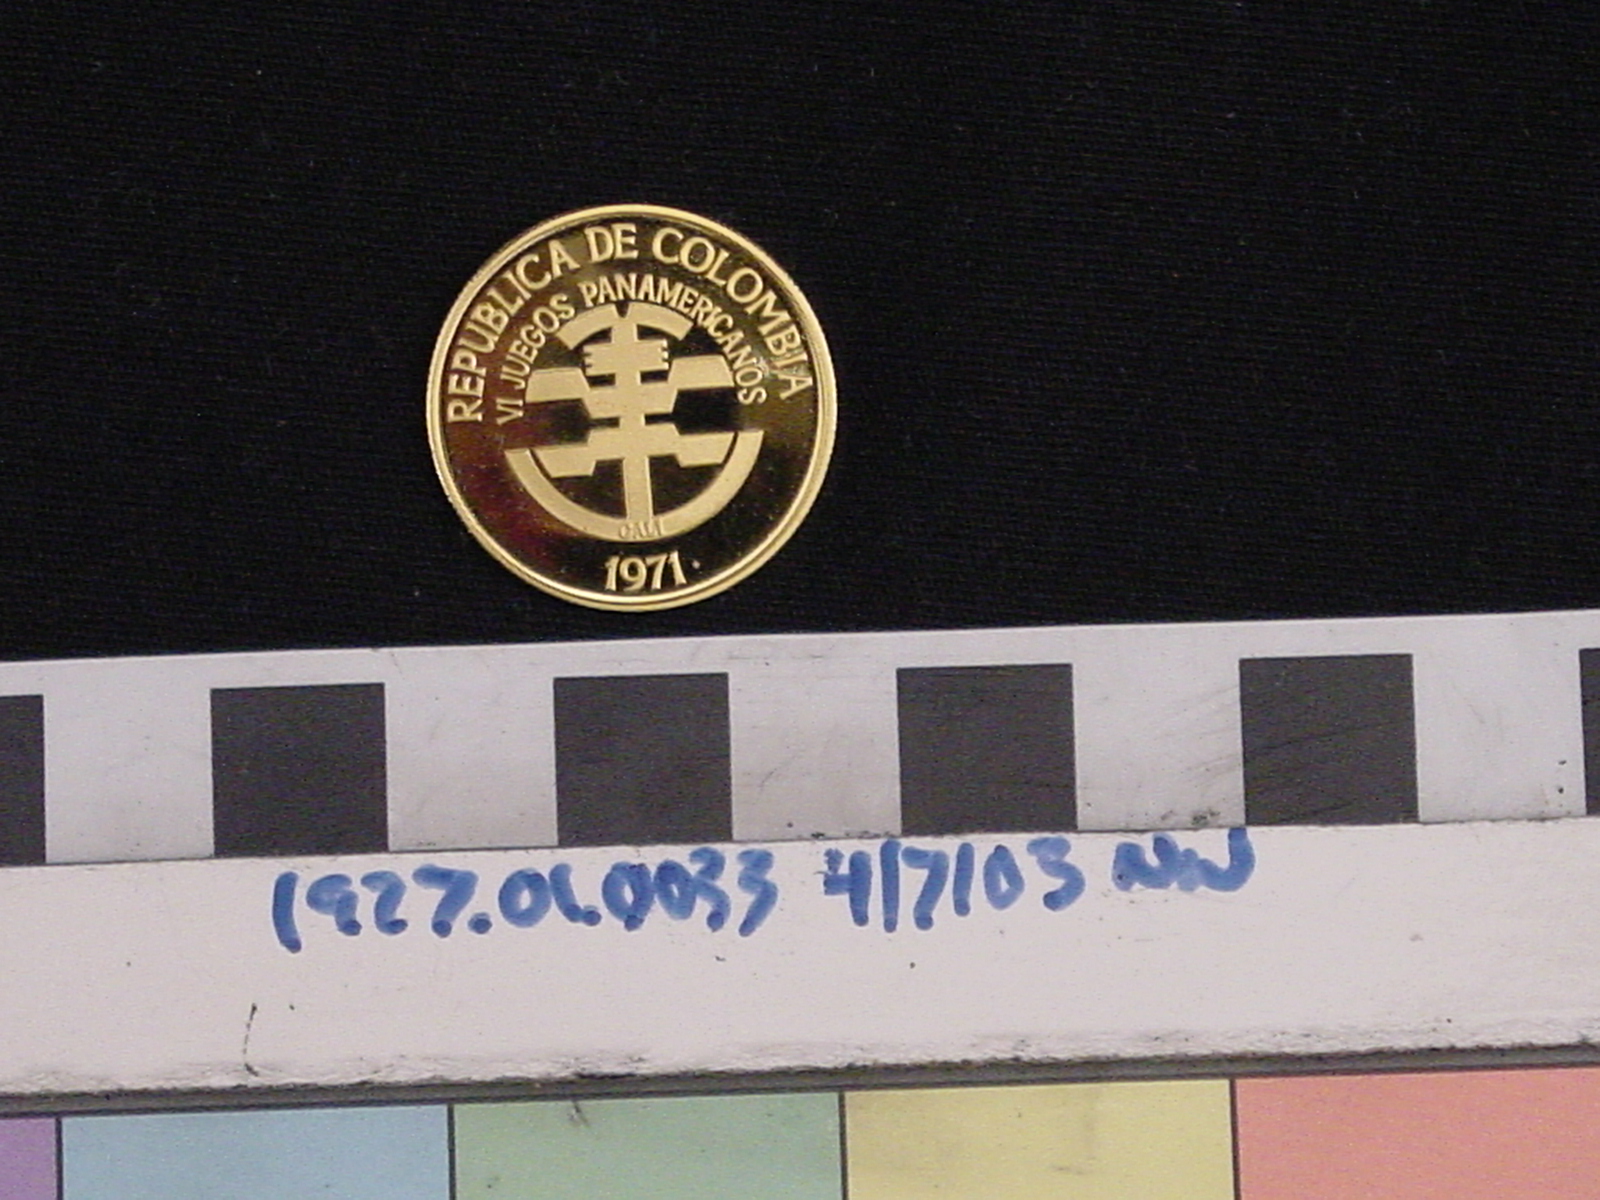 REPUBLICA DE COLOMBIA
VI JUEGOS PANAMERICANOS
CALI
1971
1927.01.0033 4/7/03